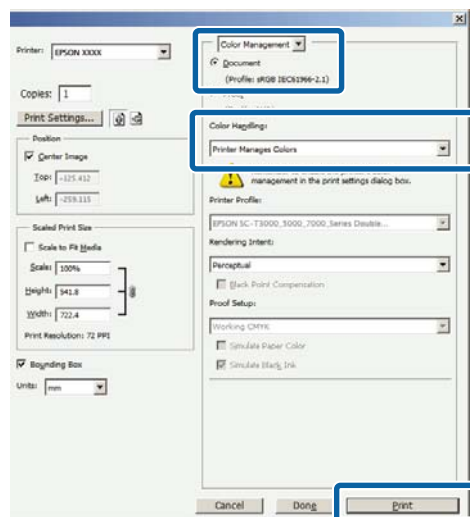 Printer: EPSON XXXX
Copies: 1
Print Settings...
Position
Center Image
Top: -125.412
Left: -259.115
Scaled Print Size
Scale to Fit Media
Scale: 100%
Height: 541.8
Width: 722.4
Print Resolution: 72 PPI
Bounding Box
Units: mm
Color Management
Document
(Profile: sRGB IEC61966-2.1)
Color Handling:
Printer Manages Colors
management in the print settings dialog box.
Printer Profile:
EPSON SC-T3000_5000_7000_Series Double...
Rendering Intent:
Perceptual
Black Point Compensation
Proof Setup:
Working CMYK
Simulate Paper Color
Simulate Black Ink
Cancel
Done
Print